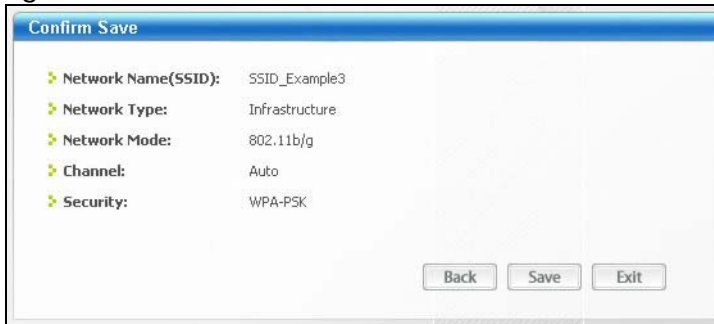 Confirm Save
Network Name(SSID): SSID_Example3
Network Type: Infrastructure
Network Mode: 802.11b/g
Channel: Auto
Security: WPA-PSK
Back Save Exit